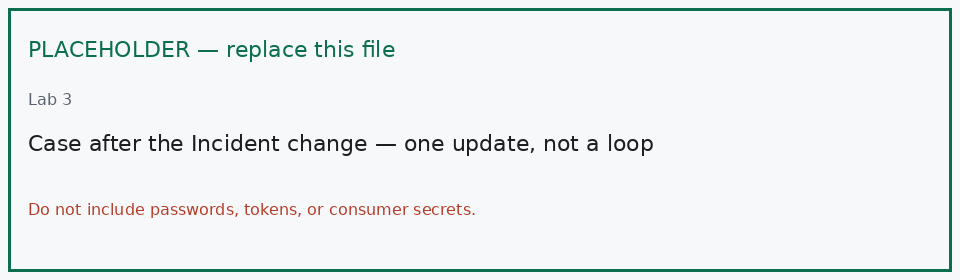 PLACEHOLDER — replace this file
Lab 3
Case after the Incident change — one update, not a loop
Do not include passwords, tokens, or consumer secrets.